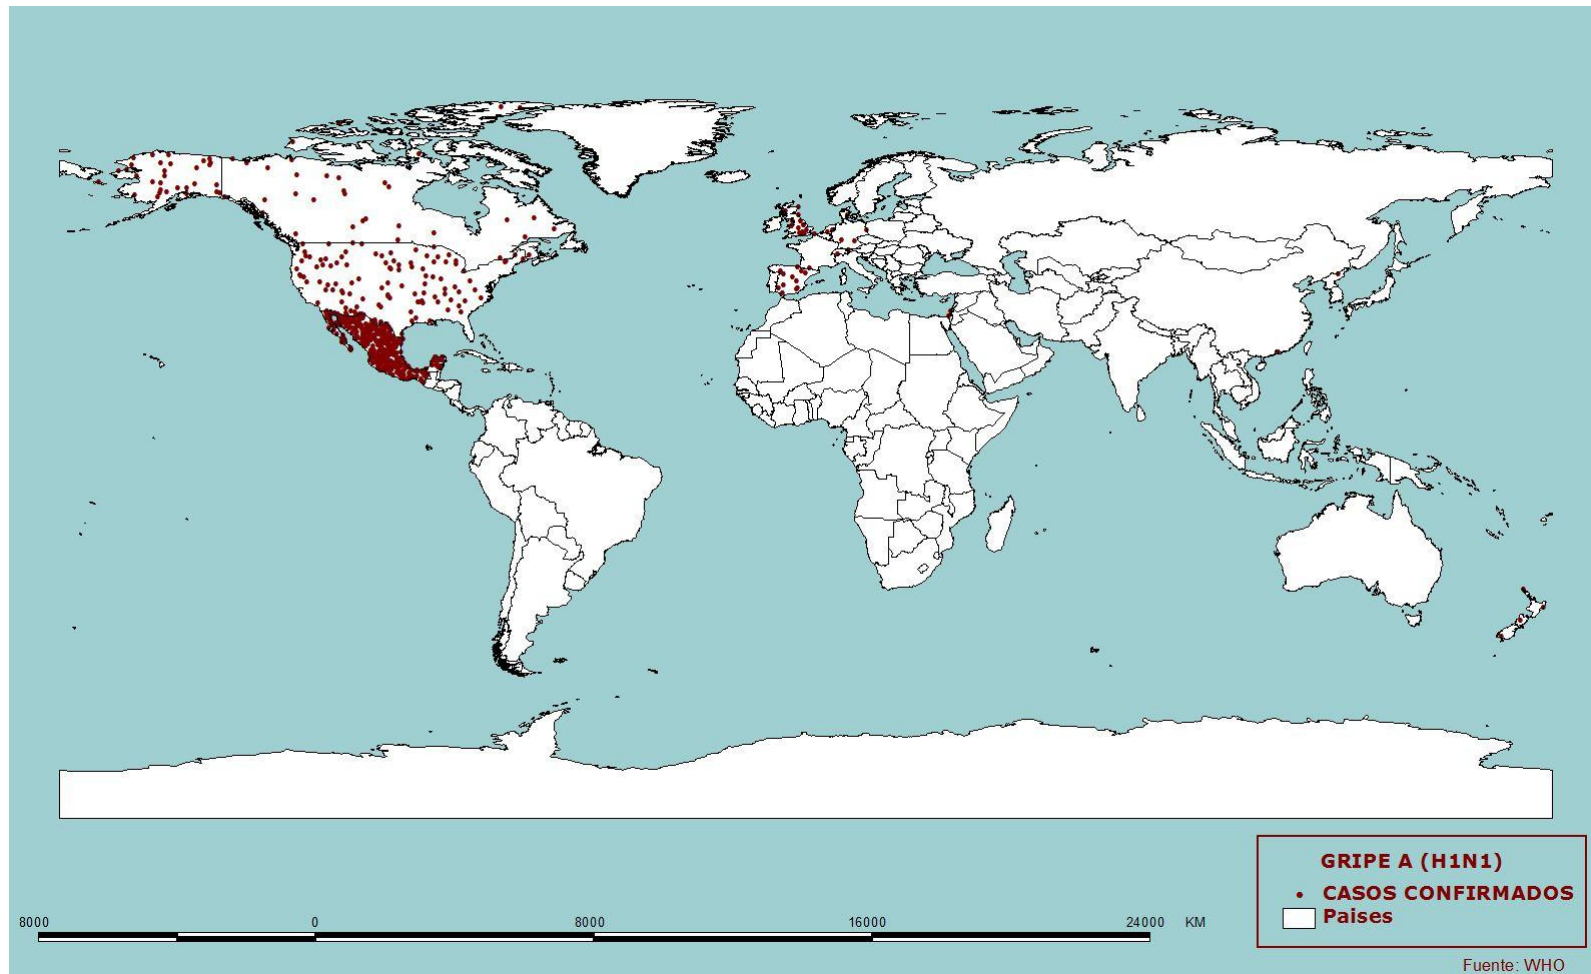 GRIPE A (H1N1)
CASOS CONFIRMADOS
Paises
8000 0 8000 16000 24000 KM
Fuente: WHO